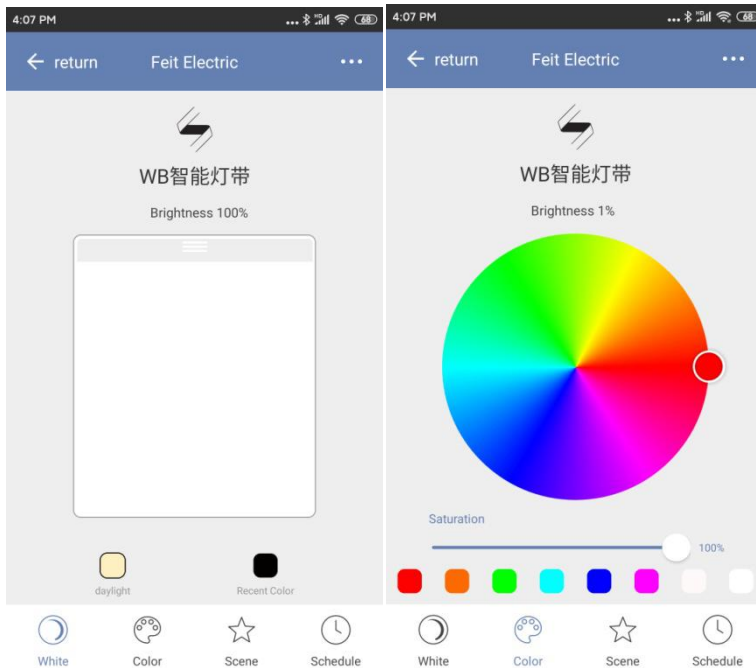 4:07 PM
HD
68
return
Feit Electric
WB智能灯带
Brightness 100%
daylight
Recent Color
White
Color
Scene
Schedule
4:07 PM
HD
68
return
Feit Electric
WB智能灯带
Brightness 1%
Saturation
100%
White
Color
Scene
Schedule